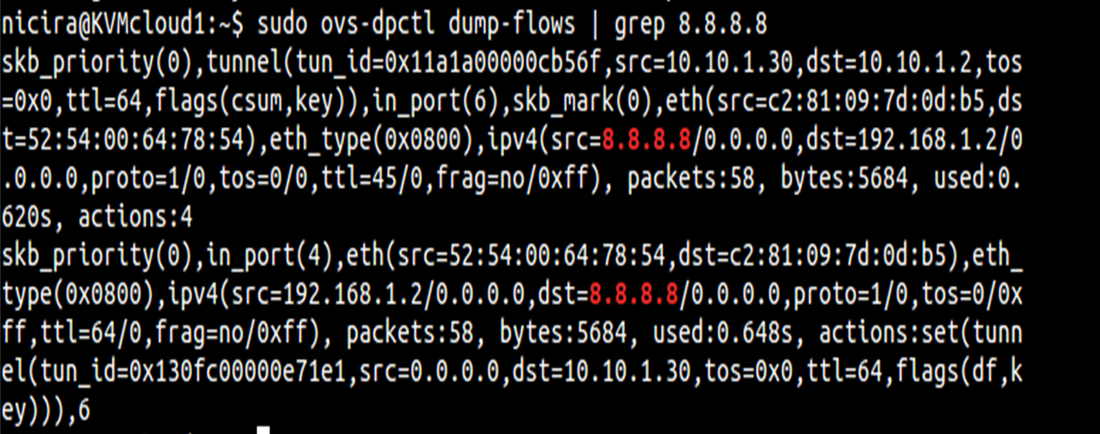 nicira@KVMcloud1:~$ sudo ovs-dpctl dump-flows | grep 8.8.8.8
skb_priority(0),tunnel(tun_id=0x11a1a00000cb56f,src=10.10.1.30,dst=10.10.1.2,tos
=0x0,ttl=64,flags(csum,key)),in_port(6),skb_mark(0),eth(src=c2:81:09:7d:0d:b5,ds
t=52:54:00:64:78:54),eth_type(0x0800),ipv4(src=8.8.8.8/0.0.0.0,dst=192.168.1.2/0
.0.0.0,proto=1/0,tos=0/0,ttl=45/0,frag=no/0xff), packets:58, bytes:5684, used:0.
620s, actions:4
skb_priority(0),in_port(4),eth(src=52:54:00:64:78:54,dst=c2:81:09:7d:0d:b5),eth_
type(0x0800),ipv4(src=192.168.1.2/0.0.0.0,dst=8.8.8.8/0.0.0.0,proto=1/0,tos=0/0x
ff,ttl=64/0,frag=no/0xff), packets:58, bytes:5684, used:0.648s, actions:set(tunn
el(tun_id=0x130fc00000e71e1,src=0.0.0.0,dst=10.10.1.30,tos=0x0,ttl=64,flags(df,k
ey))),6